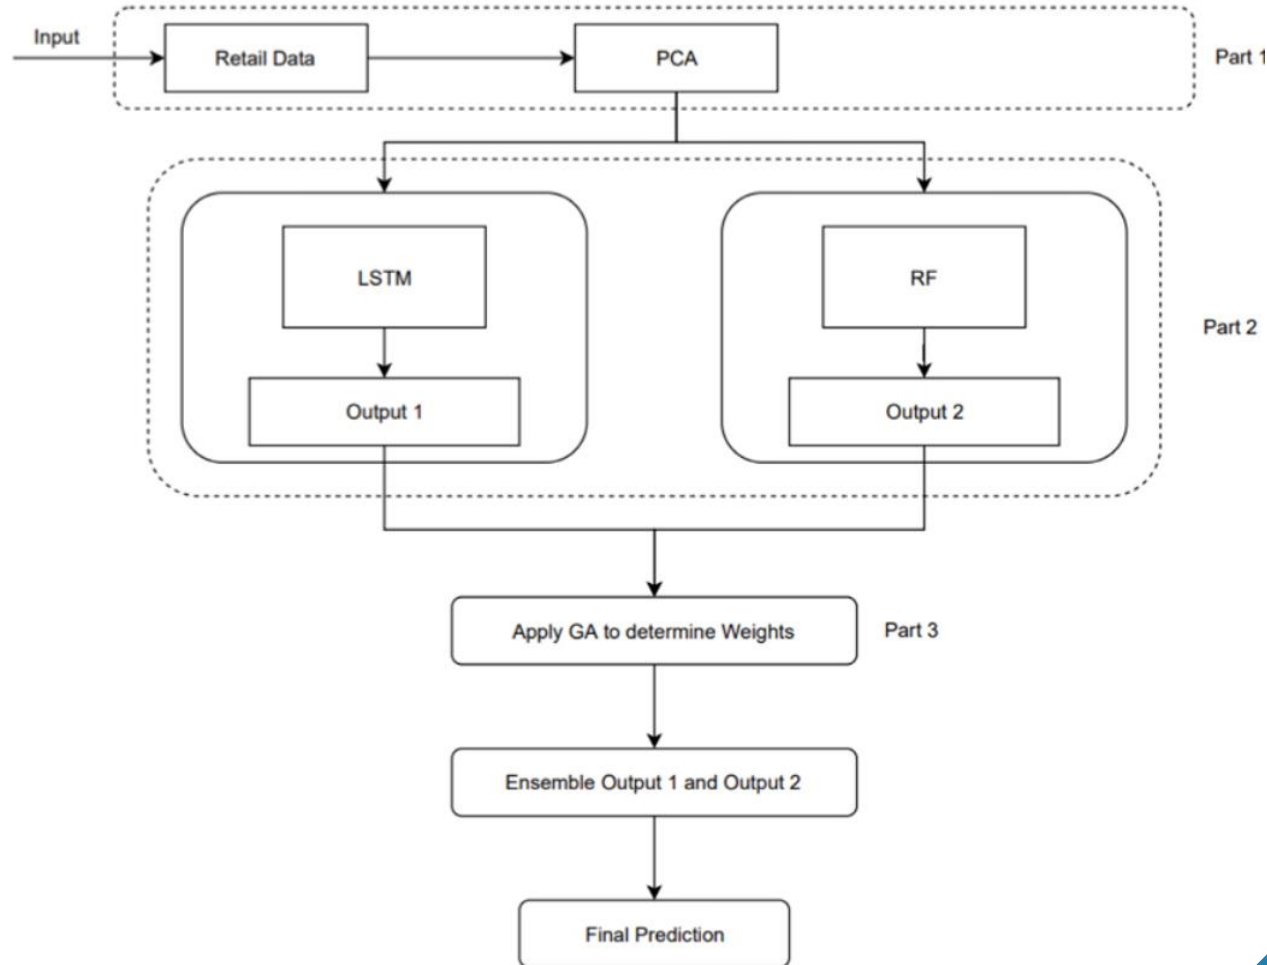 Input
Retail Data
PCA
Part 1
LSTM
RF
Part 2
Output 1
Output 2
Apply GA to determine Weights
Part 3
Ensemble Output 1 and Output 2
Final Prediction